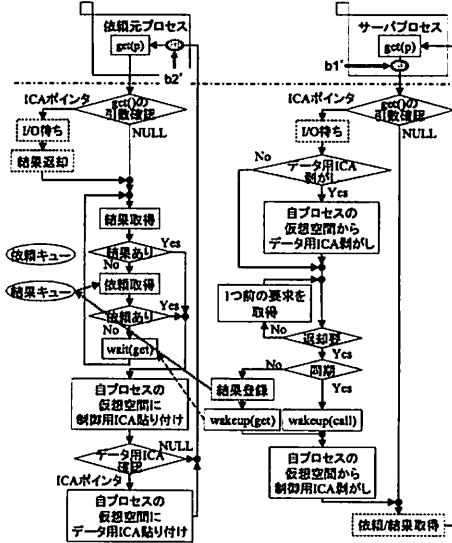 依頼元プロセス
get(p)
b2'
ICAポインタ
get()の
引数確認
NULL
I/O待ち
結果返却
結果取得
結果あり
Yes
No
依頼キュー
依頼取得
結果キュー
依頼あり
Yes
No
wait(get)
自プロセスの
仮想空間に
制御用ICA貼り付け
データ用ICA
確認
NULL
ICAポインタ
自プロセスの
仮想空間に
データ用ICA貼り付け
サーバプロセス
get(p)
b1'
ICAポインタ
get()の
引数確認
NULL
I/O待ち
No
データ用ICA
剥がし
Yes
自プロセスの
仮想空間から
データ用ICA剥がし
1つ前の要求を
取得
No
返却要
Yes
No
同期
Yes
結果登録
wakeup(get)
wakeup(call)
自プロセスの
仮想空間から
制御用ICA剥がし
依頼/結果取得